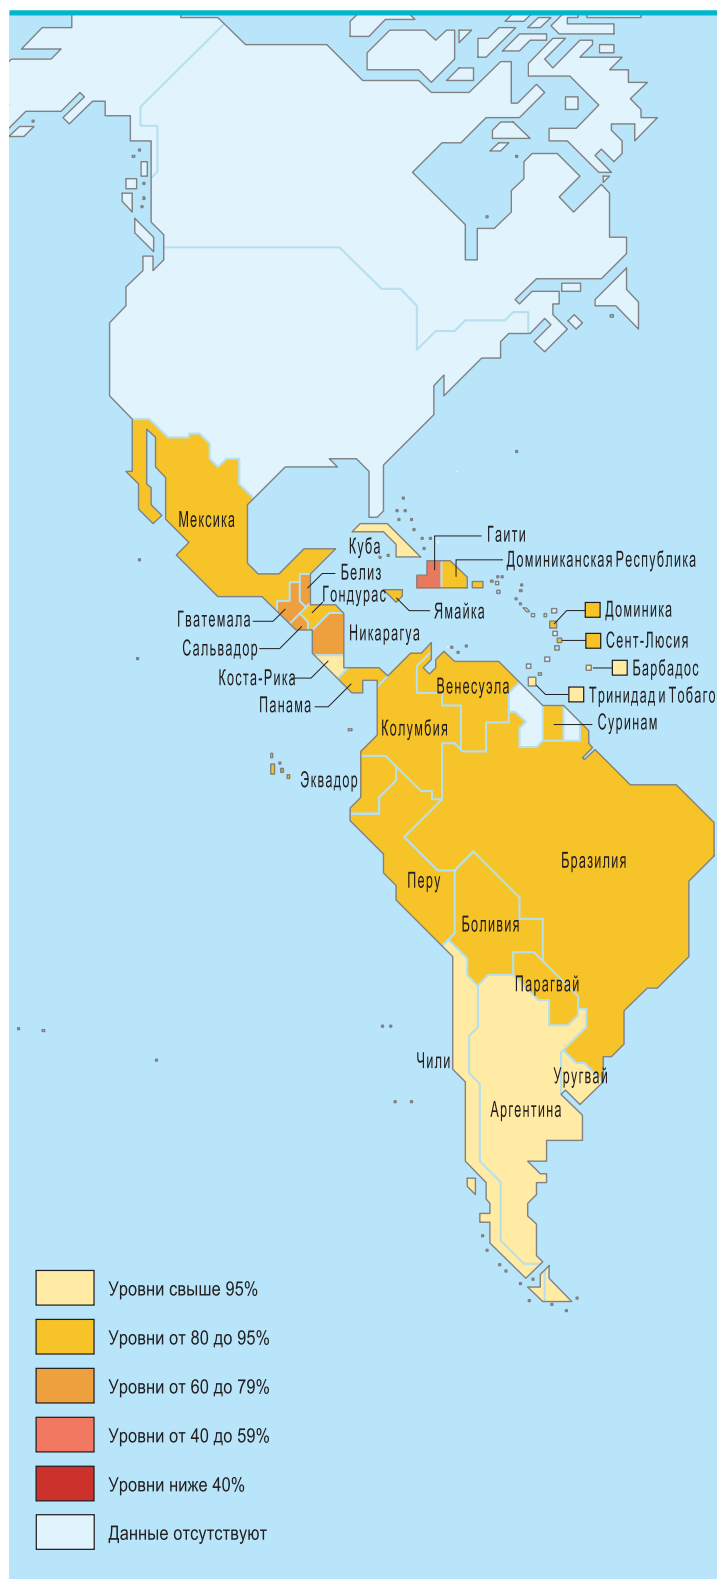 Мексика
Куба
Гаити
Доминиканская Республика
Белиз
Гондурас
Ямайка
Гватемала
Никарагуа
Доминика
Сальвадор
Сент-Люсия
Коста-Рика
Барбадос
Венесуэла
Тринидад и Тобаго
Панама
Суринам
Колумбия
Эквадор
Бразилия
Перу
Боливия
Парагвай
Чили
Уругвай
Аргентина
Уровни свыше 95%
Уровни от 80 до 95%
Уровни от 60 до 79%
Уровни от 40 до 59%
Уровни ниже 40%
Данные отсутствуют